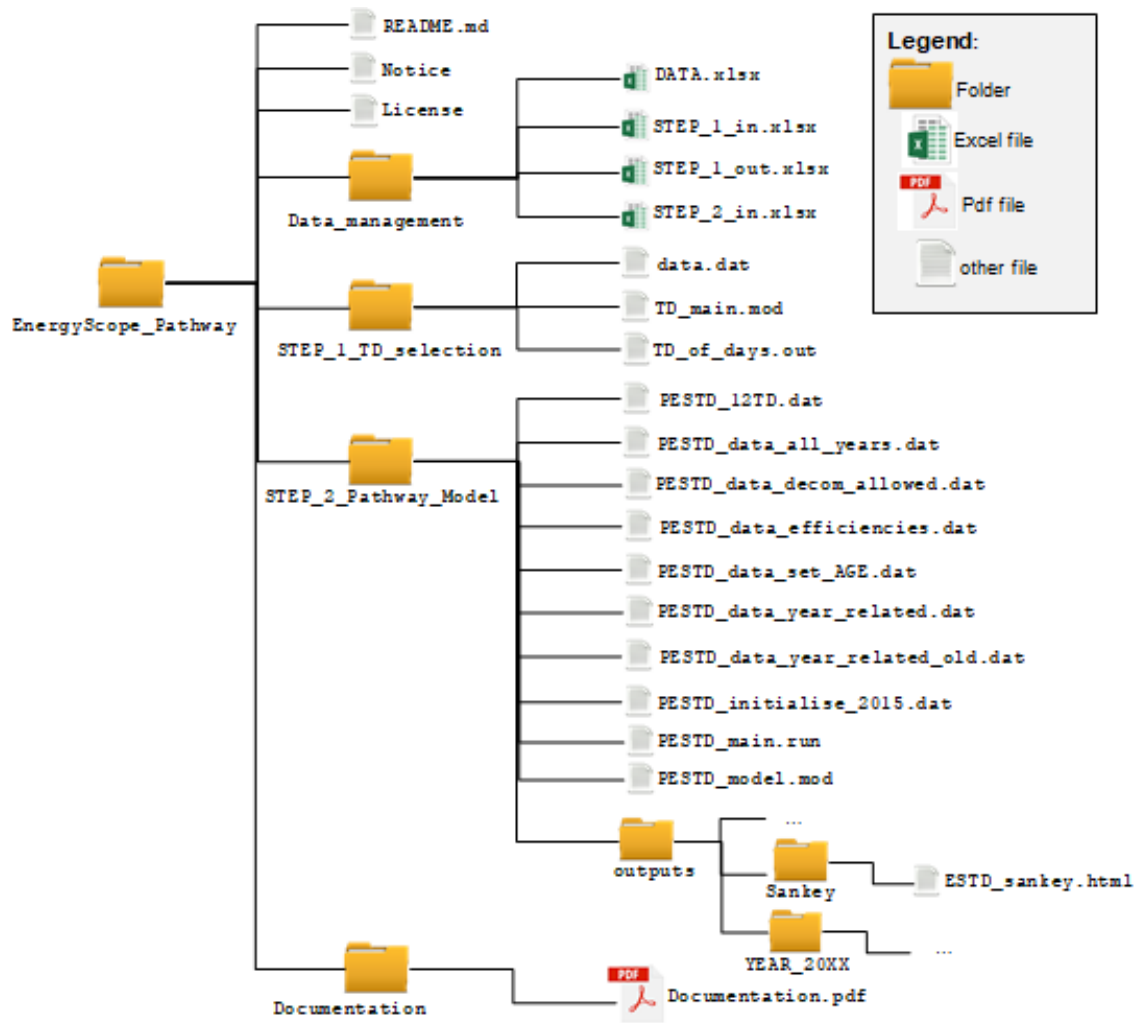 README.md
Notice
License
Data_management
DATA.xlsx
STEP_1_in.xlsx
STEP_1_out.xlsx
STEP_2_in.xlsx
EnergyScope_Pathway
STEP_1_TD_selection
data.dat
TD_main.mod
TD_of_days.out
STEP_2_Pathway_Model
PESTD_12TD.dat
PESTD_data_all_years.dat
PESTD_data_decom_allowed.dat
PESTD_data_efficiencies.dat
PESTD_data_set_AGE.dat
PESTD_data_year_related.dat
PESTD_data_year_related_old.dat
PESTD_initialise_2015.dat
PESTD_main.run
PESTD_model.mod
outputs
...
Sankey
ESTD_sankey.html
YEAR_20XX
...
Documentation
PDF
Documentation.pdf
Legend:
Folder
X
Excel file
PDF
Pdf file
other file